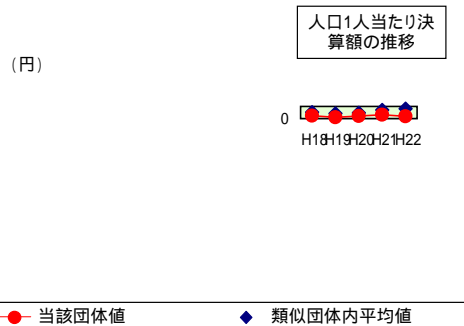 人口1人当たり決
算額の推移
(円)
0
H18H19H20H21H22
当該団体値
類似団体内平均値